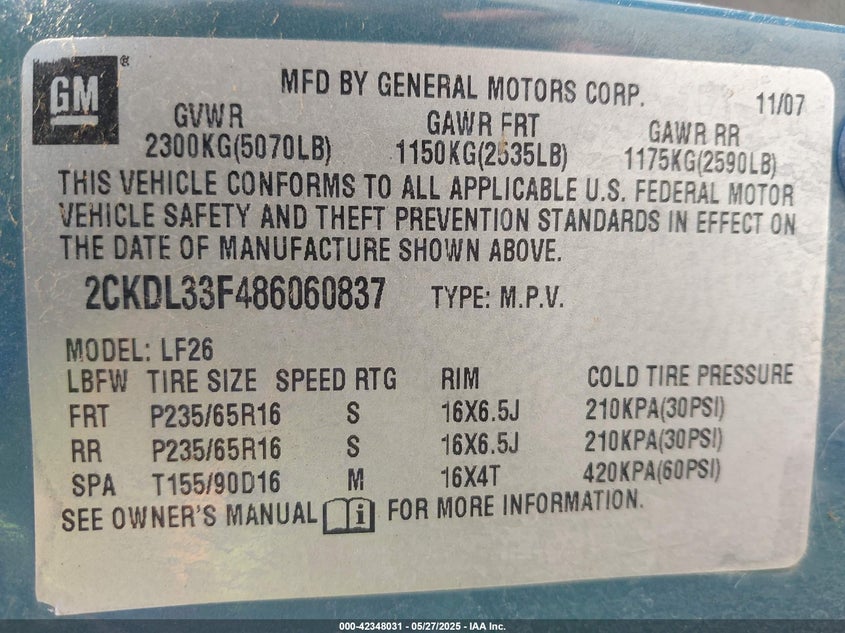 GM
MFD BY GENERAL MOTORS CORP.
11/07
GVWR GAWR FRT GAWR RR
2300KG(5070LB) 1150KG(2535LB) 1175KG(2590LB)
THIS VEHICLE CONFORMS TO ALL APPLICABLE U.S. FEDERAL MOTOR
VEHICLE SAFETY AND THEFT PREVENTION STANDARDS IN EFFECT ON
THE DATE OF MANUFACTURE SHOWN ABOVE.
2CKDL33F486060837 TYPE: M.P.V.
MODEL: LF26
LBFW TIRE SIZE SPEED RTG RIM COLD TIRE PRESSURE
FRT P235/65R16 S 16X6.5J 210KPA(30PSI)
RR P235/65R16 S 16X6.5J 210KPA(30PSI)
SPA T155/90D16 M 16X4T 420KPA(60PSI)
SEE OWNER'S MANUAL i FOR MORE INFORMATION.
000-42348031 - 05/27/2025 - IAA Inc.